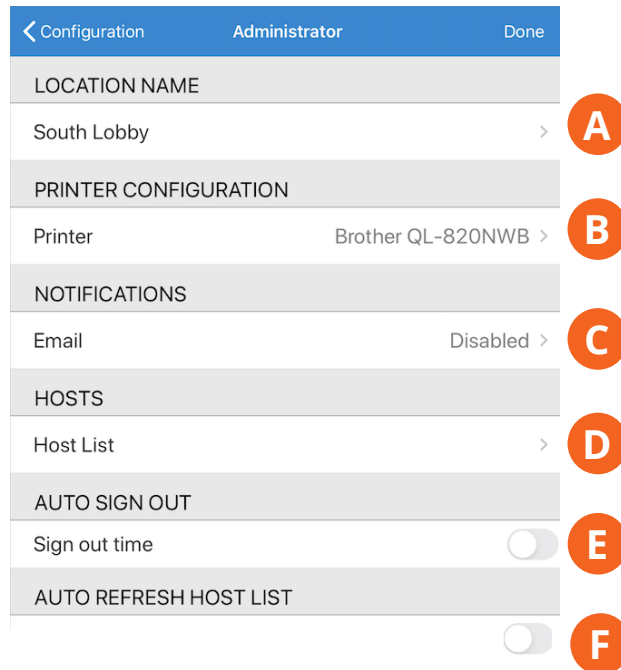 Configuration Administrator Done
LOCATION NAME
South Lobby A
PRINTER CONFIGURATION
Printer Brother QL-820NWB B
NOTIFICATIONS
Email Disabled C
HOSTS
Host List D
AUTO SIGN OUT
Sign out time E
AUTO REFRESH HOST LIST
F